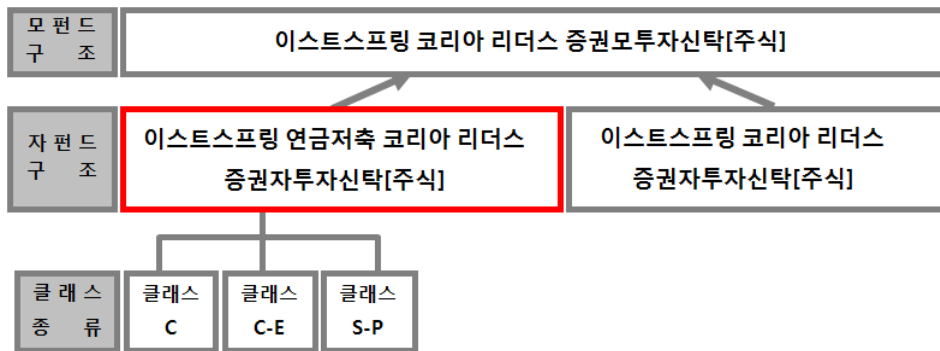 모 펀 드
구 조
이스트스프링 코리아 리더스 증권모투자신탁[주식]
자 펀 드
구 조
이스트스프링 연금저축 코리아 리더스
증권자투자신탁[주식]
이스트스프링 코리아 리더스
증권자투자신탁[주식]
클 래 스
종 류
클래스
C
클래스
C-E
클래스
S-P